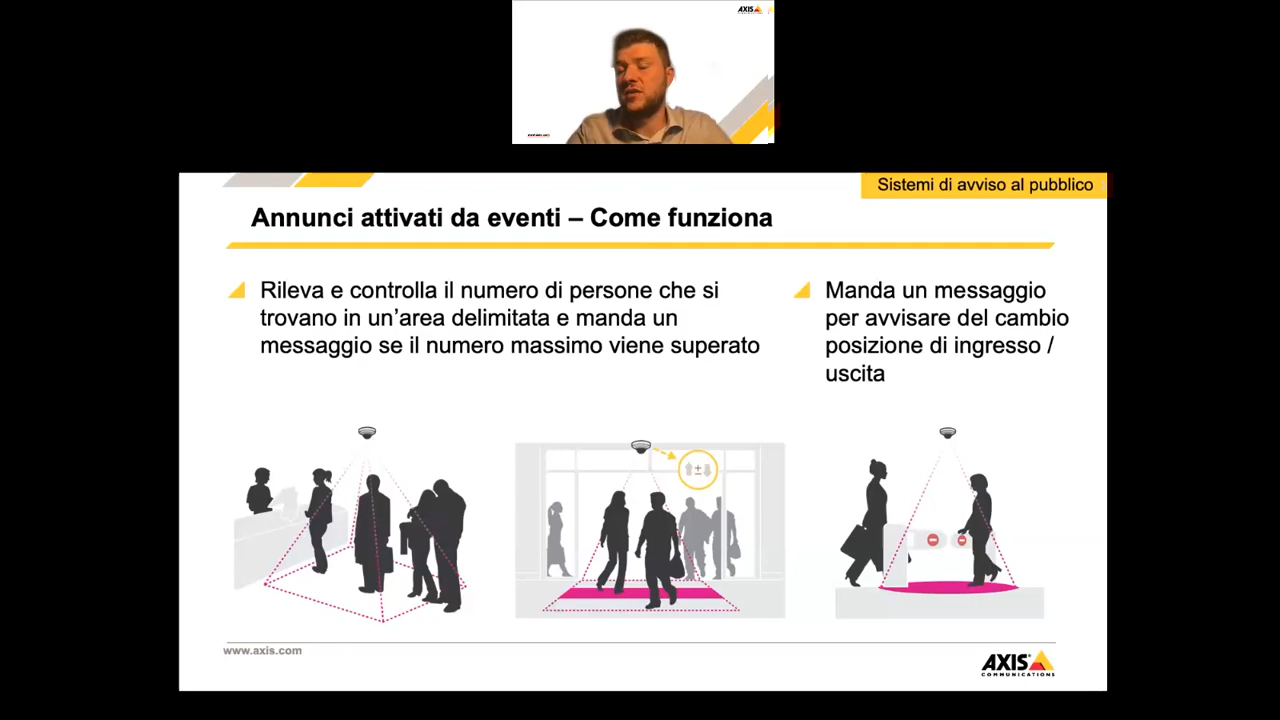 AXIS
Sistemi di avviso al pubblico
Annunci attivati da eventi – Come funziona
Rileva e controlla il numero di persone che si
trovano in un’area delimitata e manda un
messaggio se il numero massimo viene superato
Manda un messaggio
per avvisare del cambio
posizione di ingresso /
uscita
www.axis.com
AXIS
COMMUNICATIONS